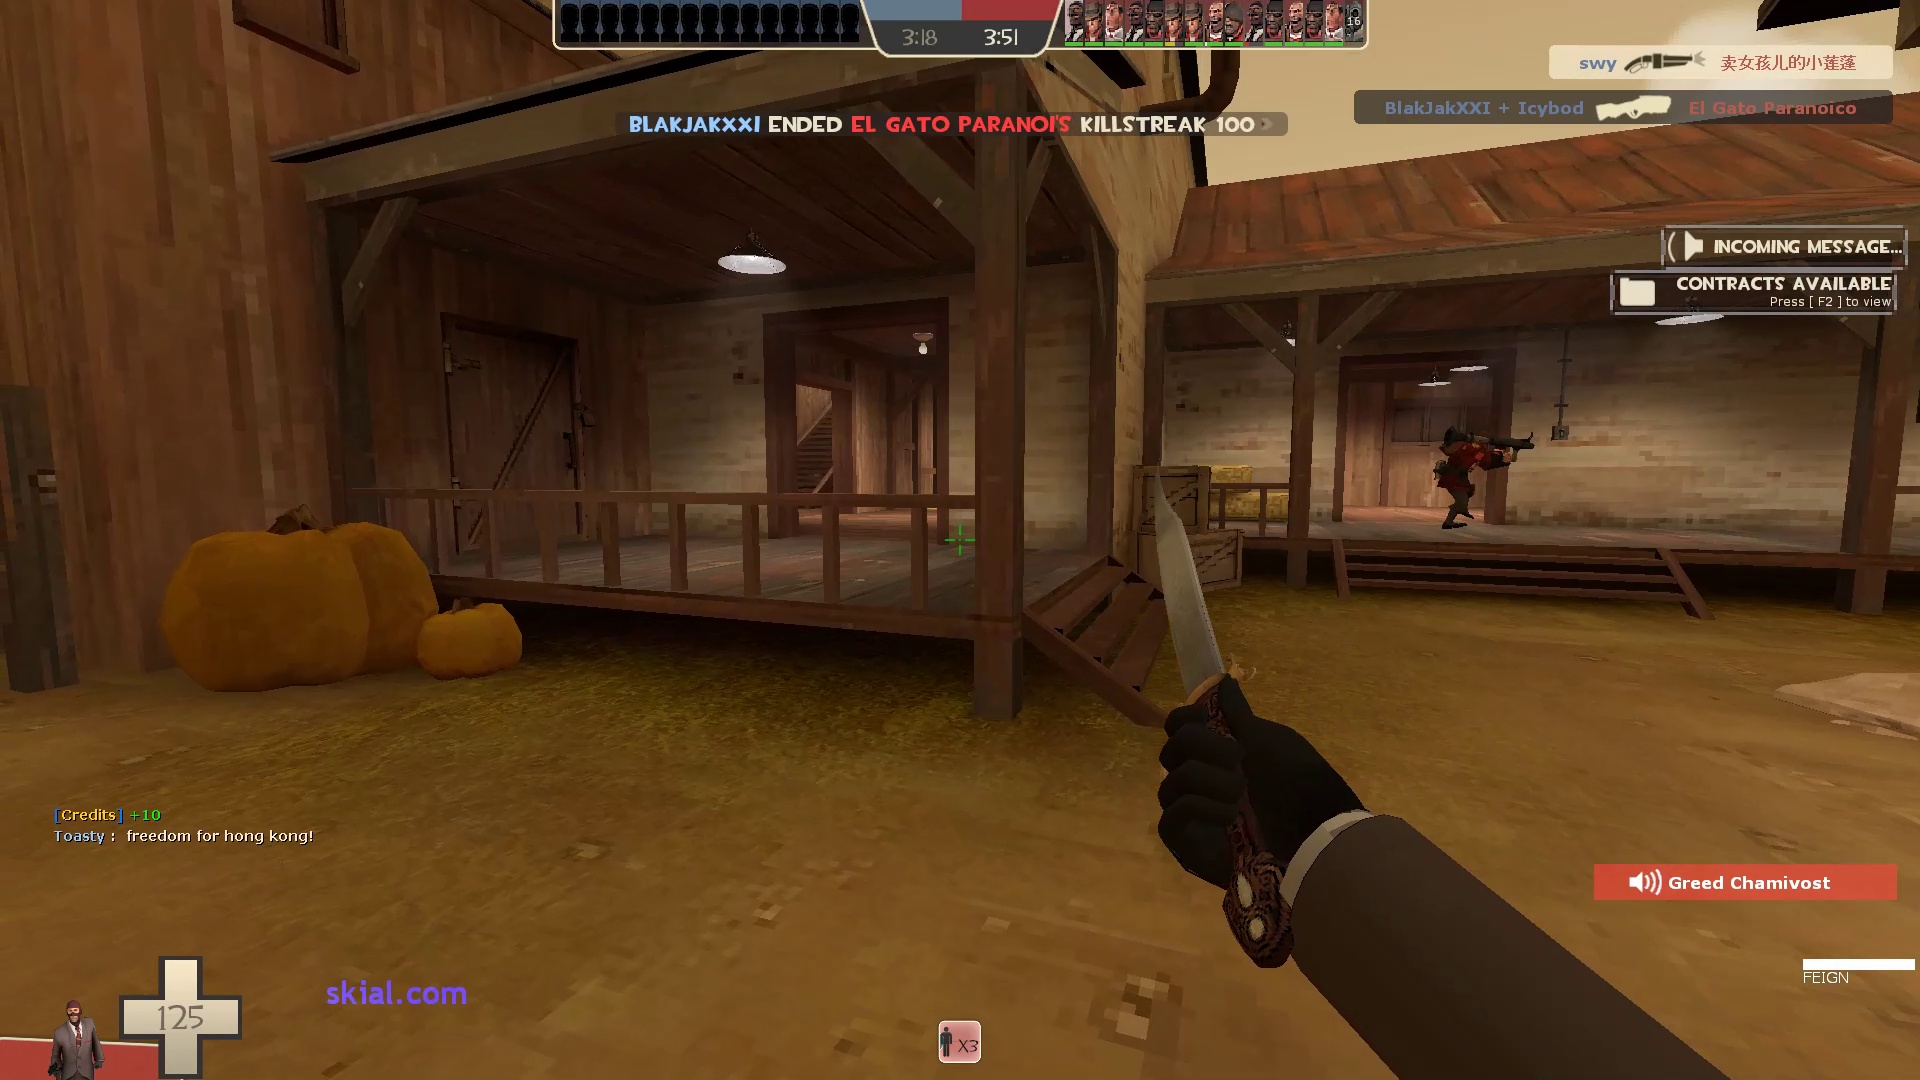 3:18
3:51
16
swy 卖女孩儿的小莲蓬
BlakJakXXI + Icybod El Gato Paranoico
BLAKJAKXXI ENDED EL GATO PARANOI'S KILLSTREAK 100
INCOMING MESSAGE...
CONTRACTS AVAILABLE
Press [ F2 ] to view
[Credits] +10
Toasty : freedom for hong kong!
Greed Chamivost
FEIGN
skial.com
125
X3